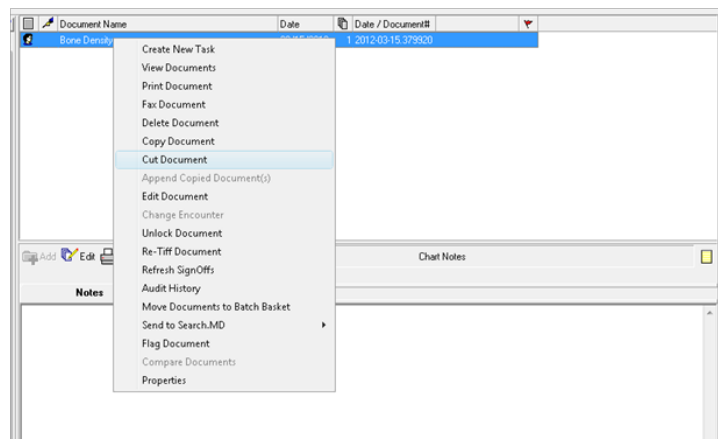 Document Name Date Date / Document#
Bone Density 1 2012-03-15.379920
Create New Task
View Documents
Print Document
Fax Document
Delete Document
Copy Document
Cut Document
Append Copied Document(s)
Edit Document
Change Encounter
Unlock Document
Re-Tiff Document
Refresh SignOffs
Audit History
Move Documents to Batch Basket
Send to Search.MD
Flag Document
Compare Documents
Properties
Add Edit Chart Notes
Notes